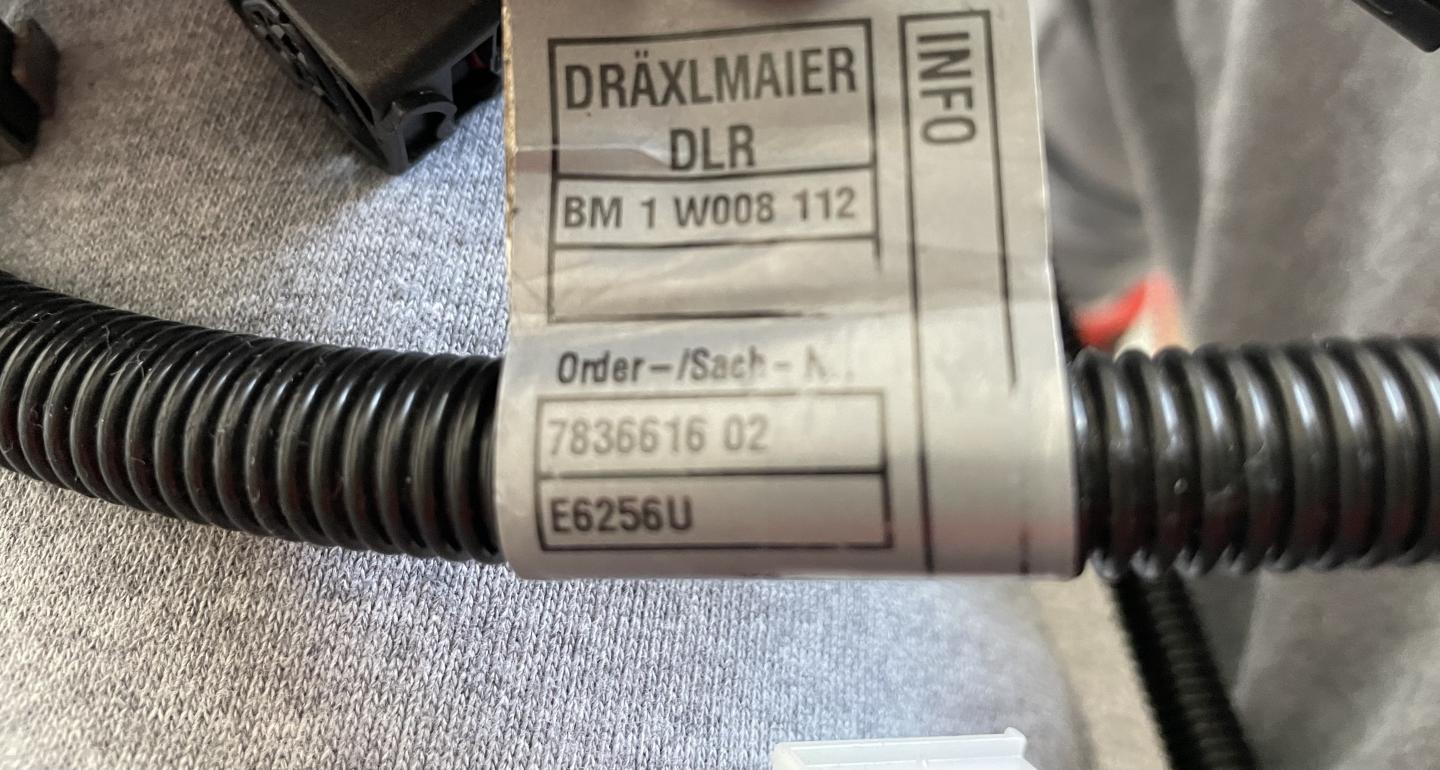 DRÄXLMAIER
DLR
BM 1 W008 112
Order-/Sach-
7836616 02
E6256U
INFO